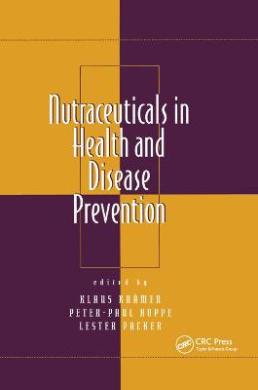 Nutraceuticals in
Health and
Disease
Prevention
edited by
KLAUS KRÄMER
PETER-PAUL HOPPE
LESTER PACKER
CRC
CRC Press
Taylor & Francis Group